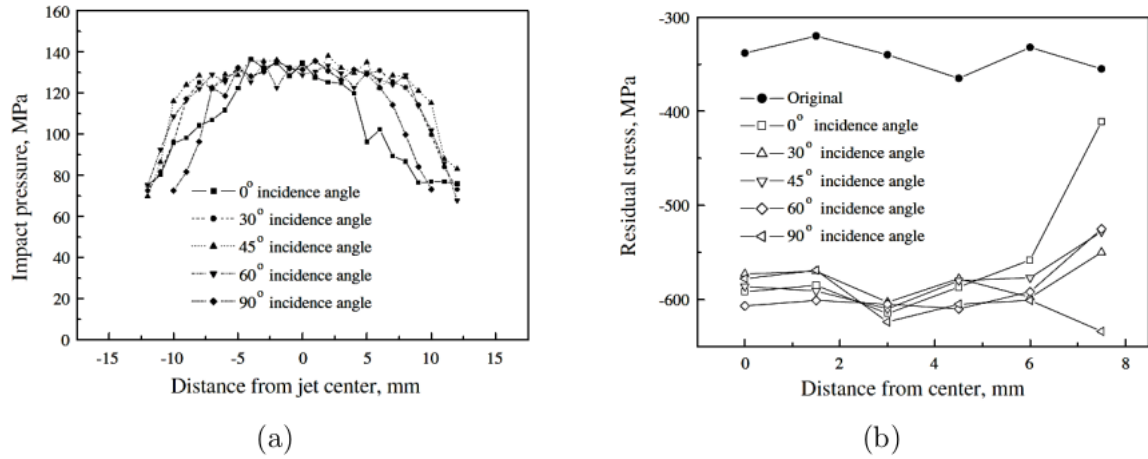 160
140
120
100
80
60
40
20
0
Impact pressure, MPa
0° incidence angle
30° incidence angle
45° incidence angle
60° incidence angle
90° incidence angle
-15 -10 -5 0 5 10 15
Distance from jet center, mm
(a)
-300
-400
-500
-600
Residual stress, MPa
Original
0° incidence angle
30° incidence angle
45° incidence angle
60° incidence angle
90° incidence angle
0 2 4 6 8
Distance from center, mm
(b)